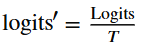 logits′ = Logits / T